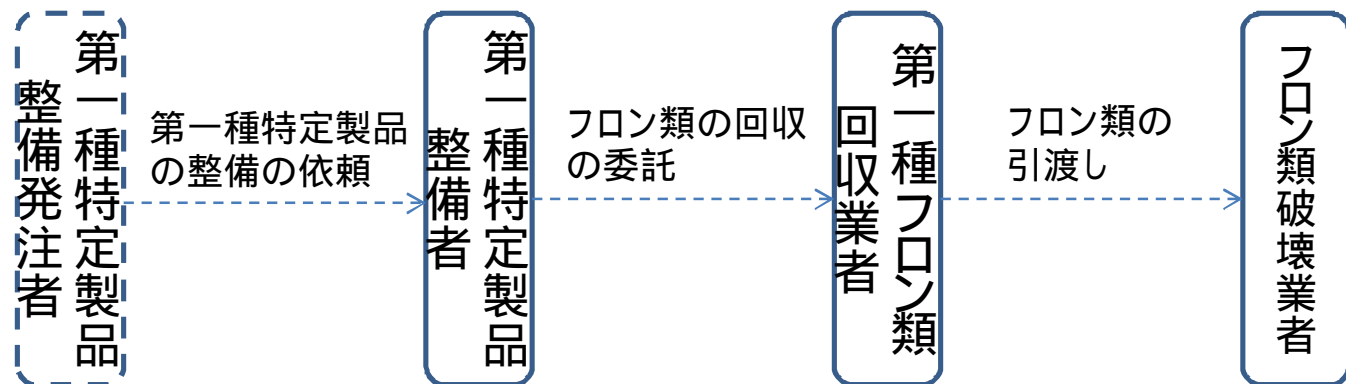 第一種特定製品
整備発注者
第一種特定製品
の整備の依頼
第一種特定製品
整備者
フロン類の回収
の委託
第一種フロン類
回収業者
フロン類の
引渡し
フロン類破壊業者